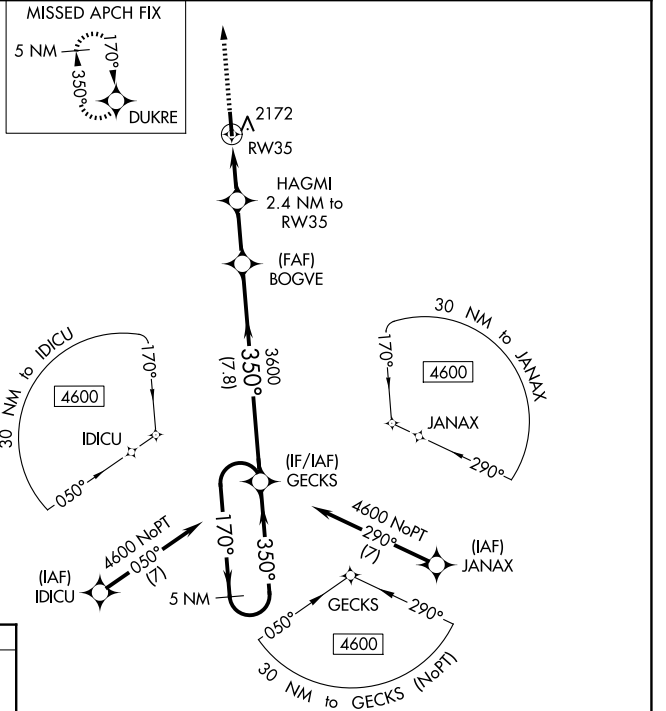 MISSED APCH FIX
5 NM
170°
350°
DUKRE
2172
RW35
HAGMI
2.4 NM to
RW35
(FAF)
BOGVE
3600
350°
(7.8)
30 NM to IDICU
170°
4600
IDICU
050°
30 NM to JANAX
170°
4600
JANAX
290°
(IF/IAF)
GECKS
170°
350°
5 NM
4600 NoPT
050°
(7)
(IAF)
IDICU
4600 NoPT
290°
(7)
(IAF)
JANAX
GECKS
050°
290°
4600
30 NM to GECKS (NoPT)